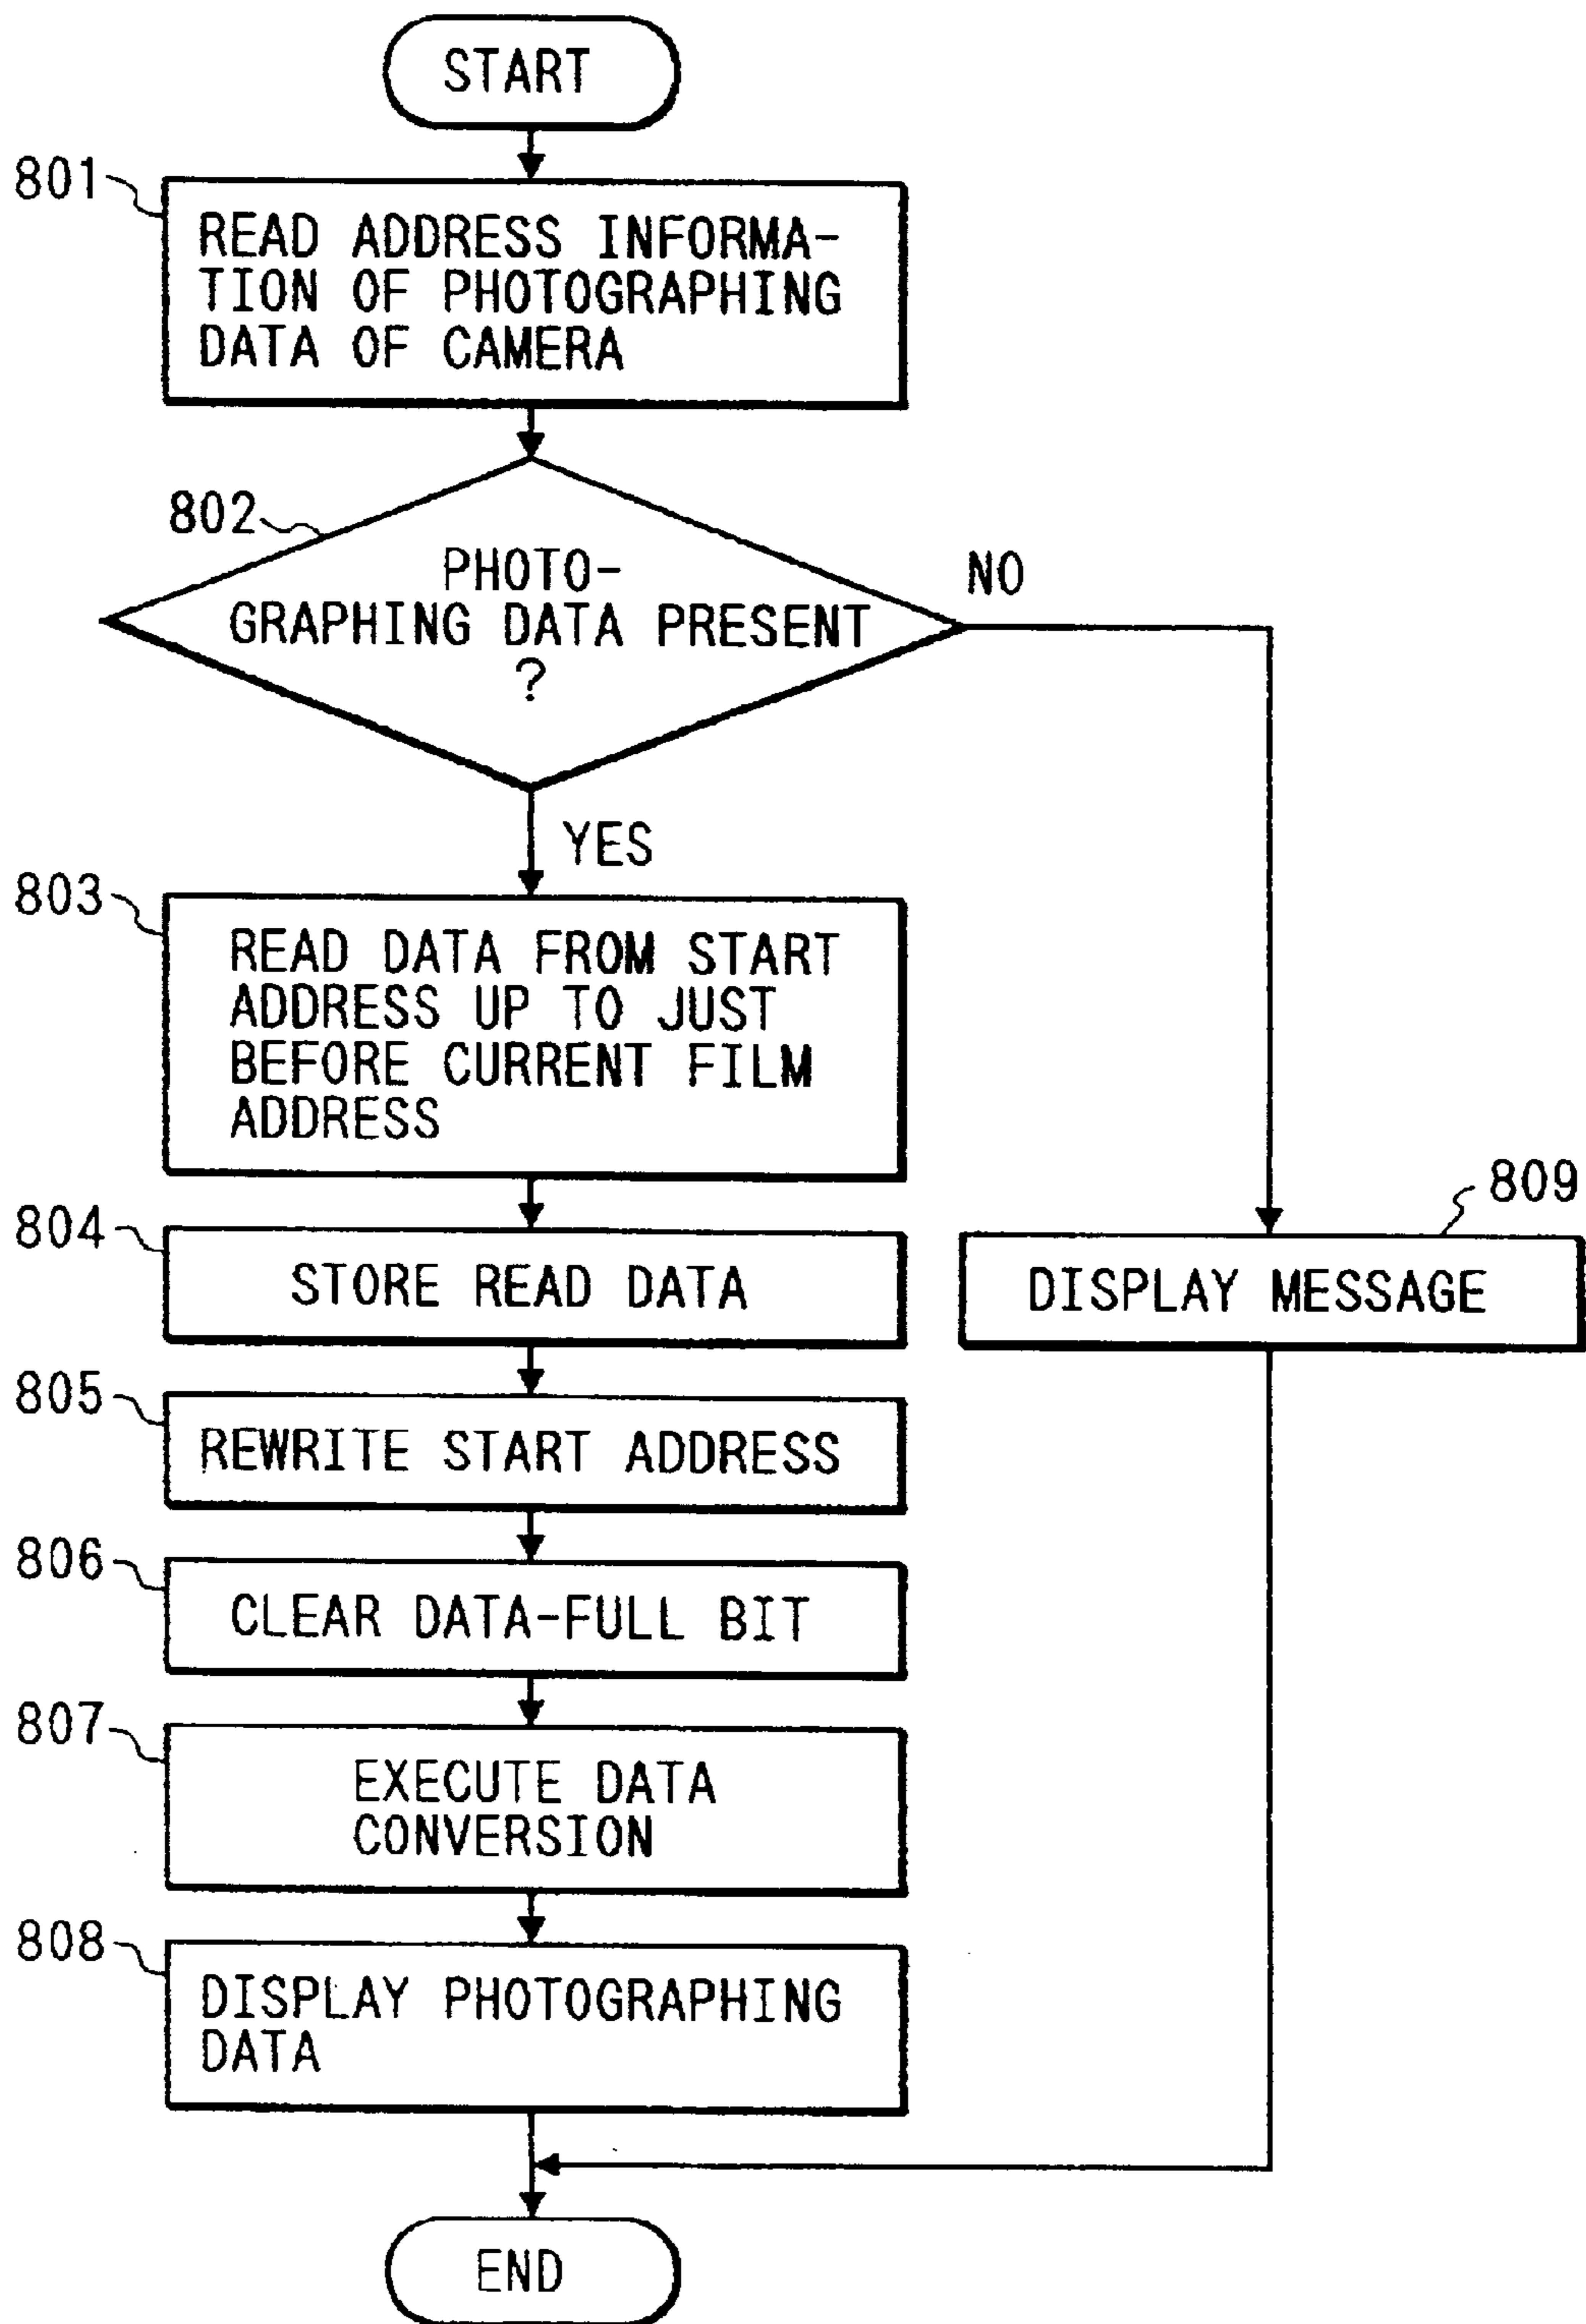 START
801
READ ADDRESS INFORMA-
TION OF PHOTOGRAPHING
DATA OF CAMERA
802
PHOTO-
GRAPHING DATA PRESENT
?
NO
YES
803
READ DATA FROM START
ADDRESS UP TO JUST
BEFORE CURRENT FILM
ADDRESS
804
STORE READ DATA
809
DISPLAY MESSAGE
805
REWRITE START ADDRESS
806
CLEAR DATA-FULL BIT
807
EXECUTE DATA
CONVERSION
808
DISPLAY PHOTOGRAPHING
DATA
END